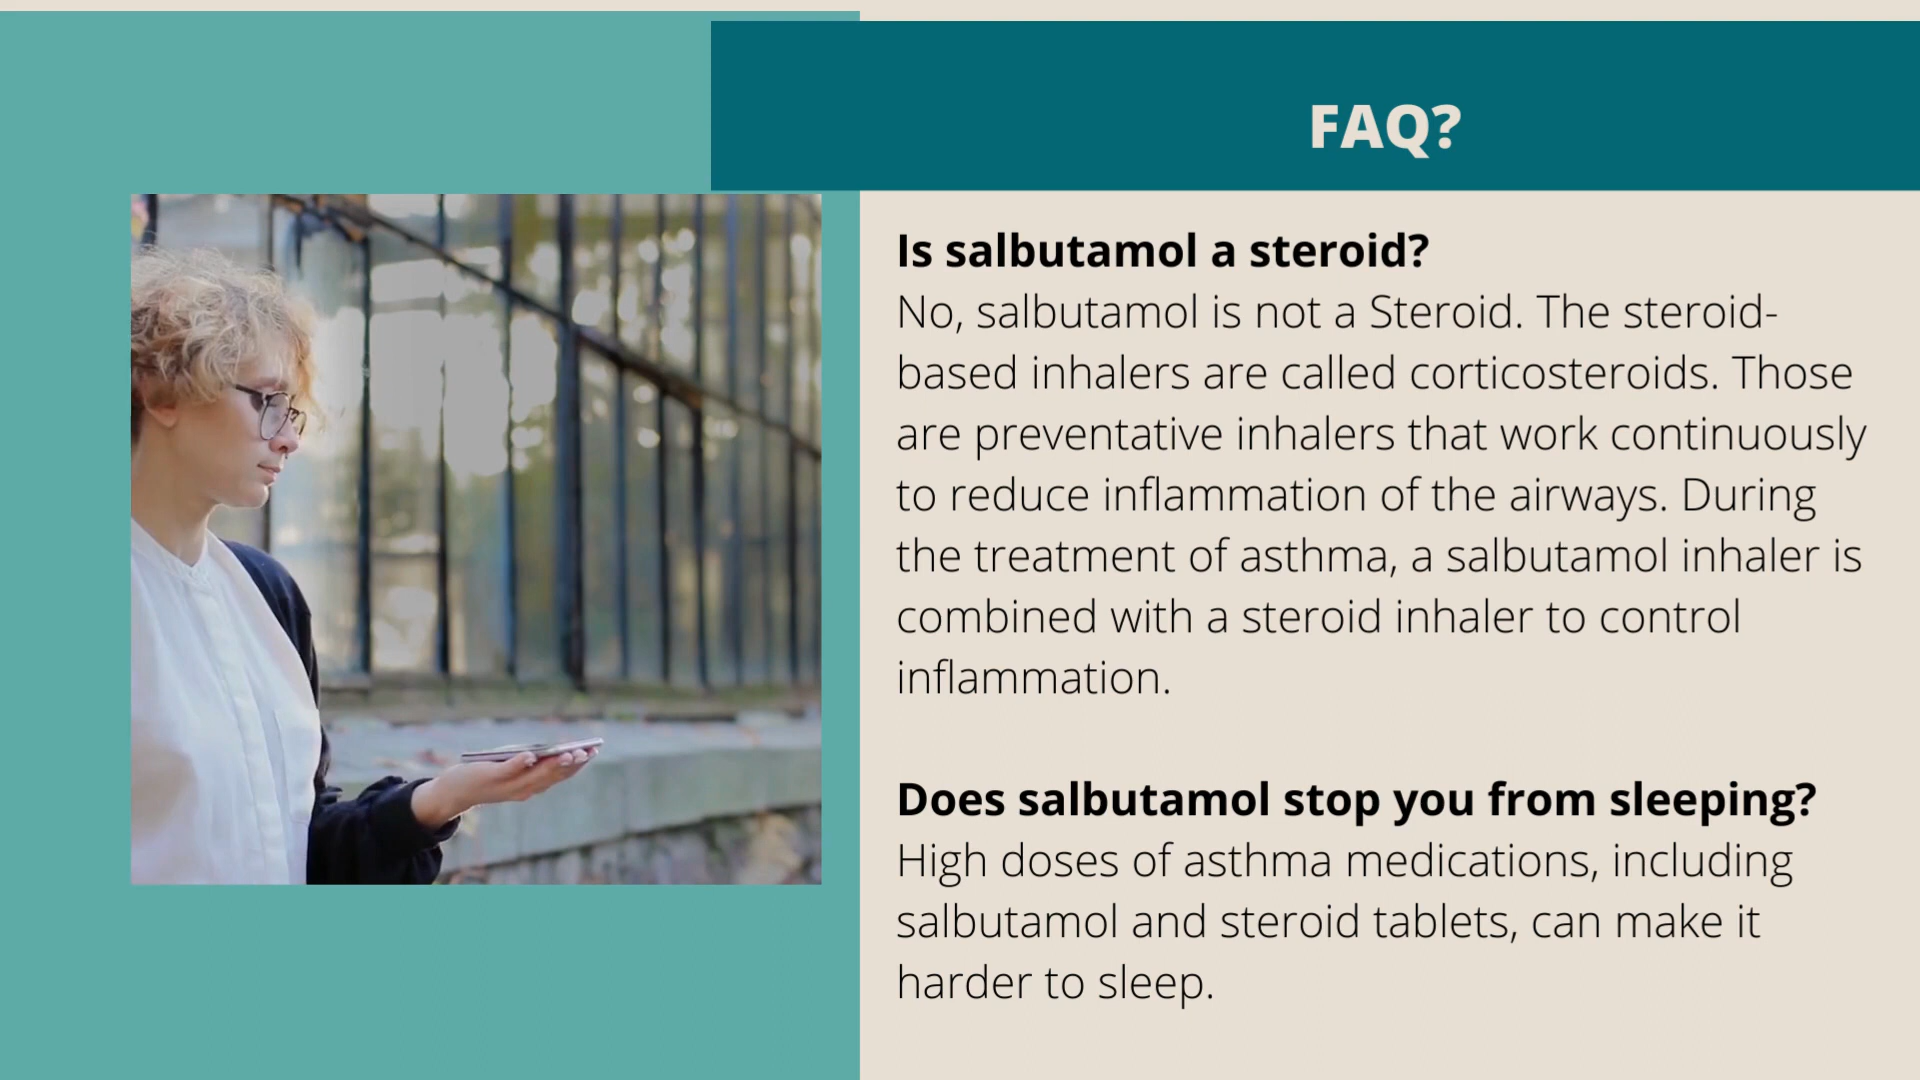 FAQ?
Is salbutamol a steroid?
No, salbutamol is not a Steroid. The steroid-
based inhalers are called corticosteroids. Those
are preventative inhalers that work continuously
to reduce inflammation of the airways. During
the treatment of asthma, a salbutamol inhaler is
combined with a steroid inhaler to control
inflammation.
Does salbutamol stop you from sleeping?
High doses of asthma medications, including
salbutamol and steroid tablets, can make it
harder to sleep.